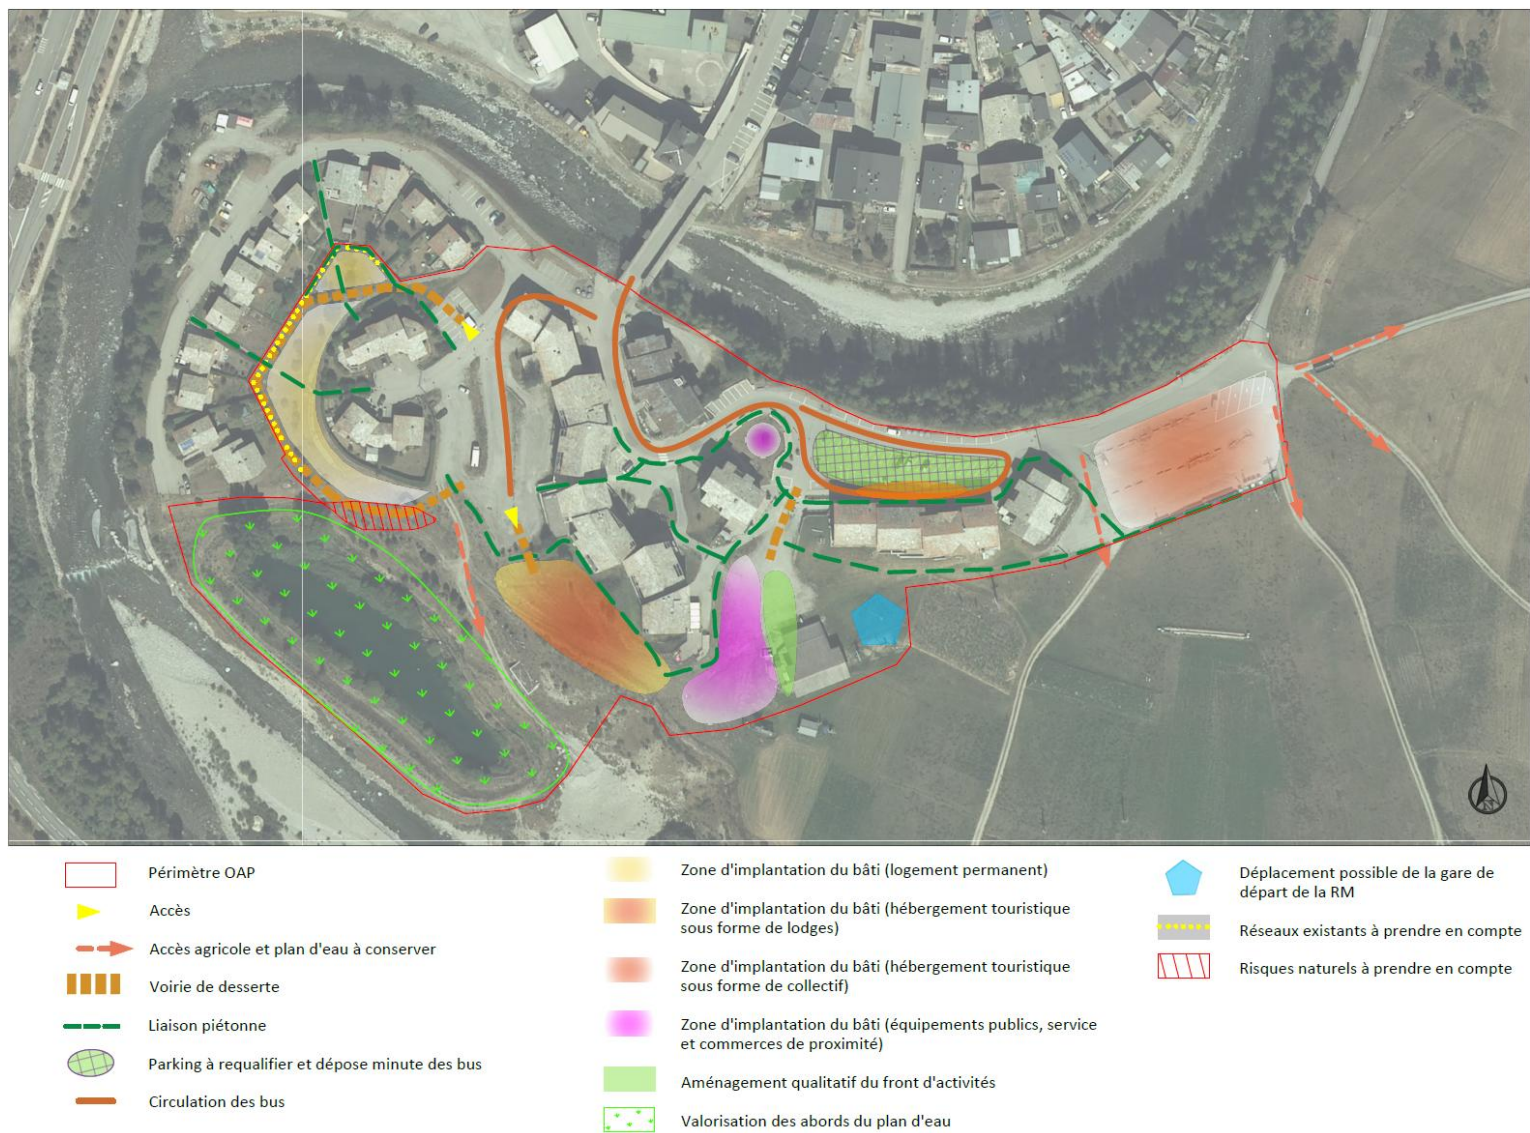 Périmètre OAP
Accès
Accès agricole et plan d'eau à conserver
Voirie de desserte
Liaison piétonne
Parking à requalifier et dépose minute des bus
Circulation des bus
Zone d'implantation du bâti (logement permanent)
Zone d'implantation du bâti (hébergement touristique
sous forme de lodges)
Zone d'implantation du bâti (hébergement touristique
sous forme de collectif)
Zone d'implantation du bâti (équipements publics, service
et commerces de proximité)
Aménagement qualitatif du front d'activités
Valorisation des abords du plan d'eau
Déplacement possible de la gare de
départ de la RM
Réseaux existants à prendre en compte
Risques naturels à prendre en compte